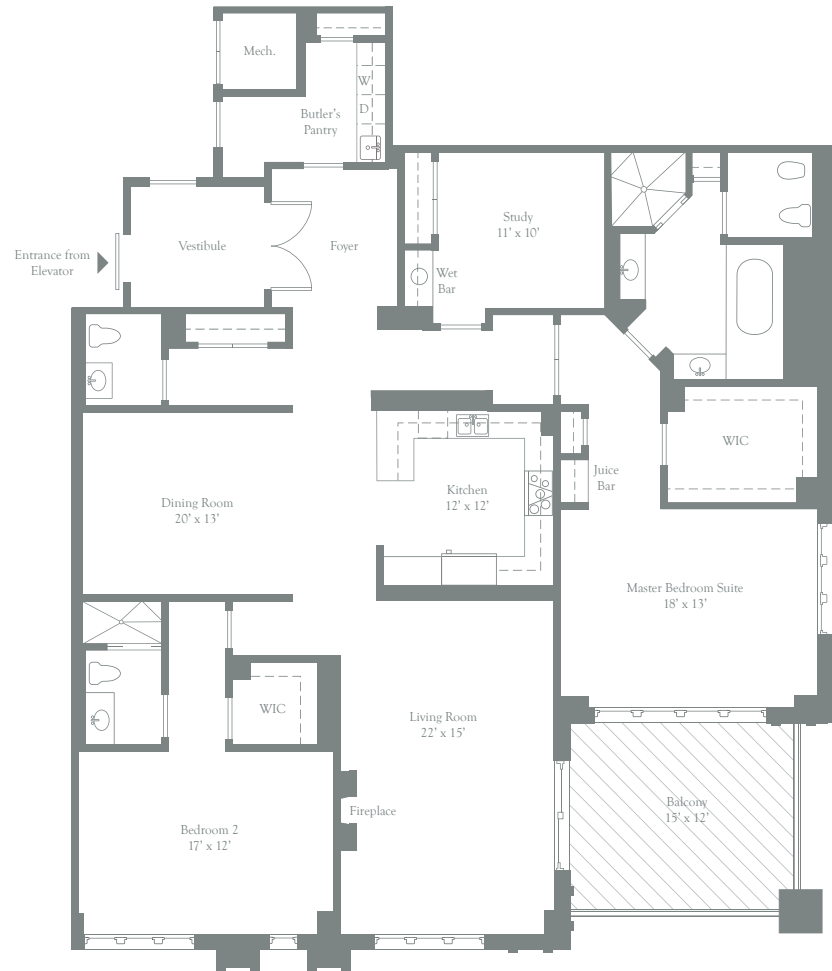 Mech.
W
D
Butler's
Pantry
Study
11' x 10'
Entrance from
Elevator
Vestibule
Foyer
Wet
Bar
WIC
Juice
Bar
Kitchen
12' x 12'
Dining Room
20' x 13'
Master Bedroom Suite
18' x 13'
WIC
Living Room
22' x 15'
Balcony
15' x 12'
Fireplace
Bedroom 2
17' x 12'